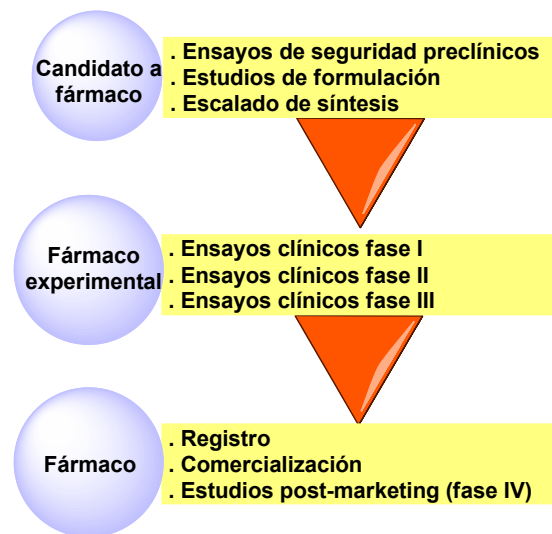 Candidato a
fármaco
. Ensayos de seguridad preclínicos
. Estudios de formulación
. Escalado de síntesis
Fármaco
experimental
. Ensayos clínicos fase I
. Ensayos clínicos fase II
. Ensayos clínicos fase III
Fármaco
. Registro
. Comercialización
. Estudios post-marketing (fase IV)